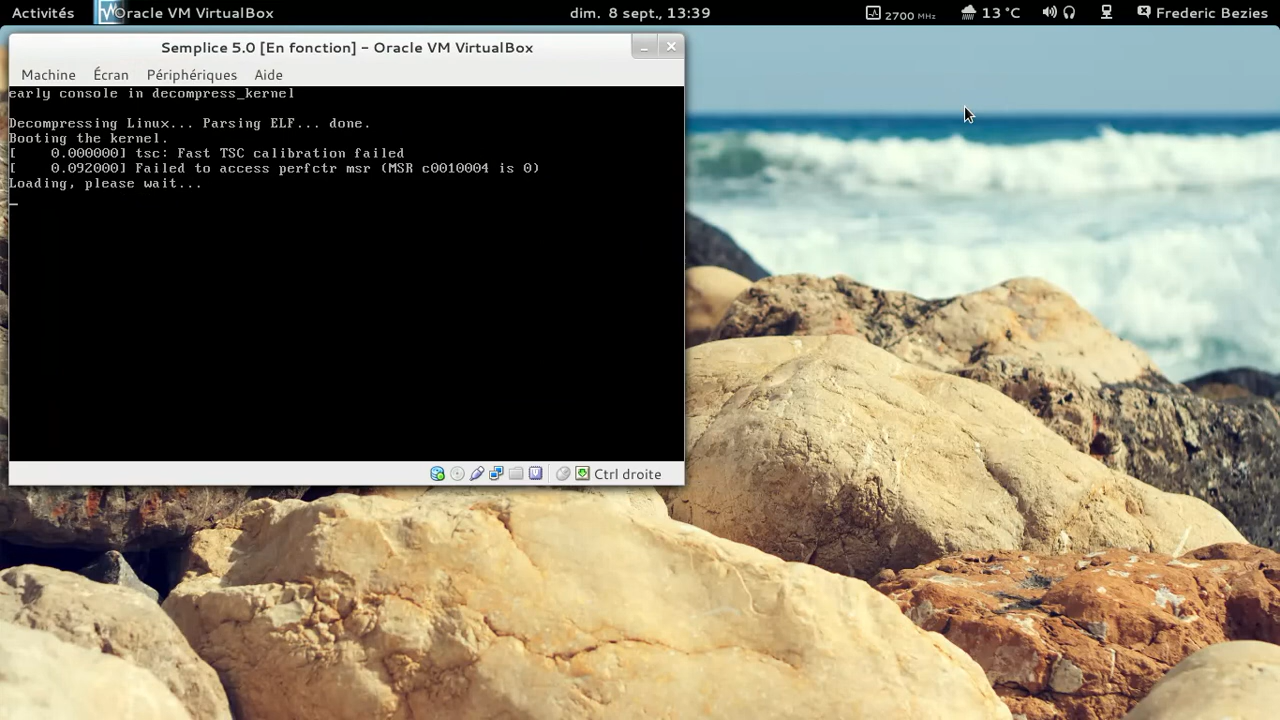 Activités
Oracle VM VirtualBox
dim. 8 sept., 13:39
2700 MHz
13 °C
Frederic Bezies
Semplice 5.0 [En fonction] – Oracle VM VirtualBox
Machine Écran Périphériques Aide
early console in decompress_kernel
Decompressing Linux... Parsing ELF... done.
Booting the kernel.
[    0.000000] tsc: Fast TSC calibration failed
[    0.092000] Failed to access perfctr msr (MSR c0010004 is 0)
Loading, please wait...
Ctrl droite